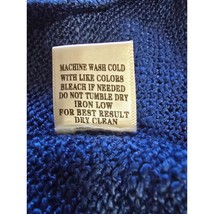 MACHINE WASH COLD
WITH LIKE COLORS
BLEACH IF NEEDED
DO NOT TUMBLE DRY
IRON LOW
FOR BEST RESULT
DRY CLEAN